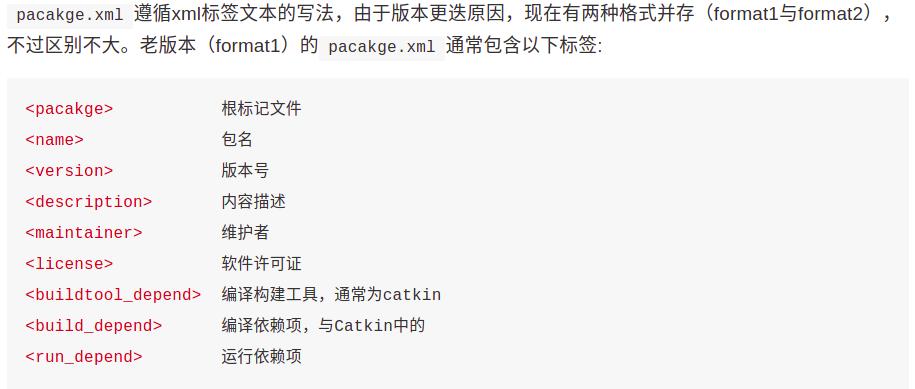 pacakge.xml 遵循xml标签文本的写法，由于版本更迭原因，现在有两种格式并存（format1与format2），
不过区别不大。老版本（format1）的 pacakge.xml 通常包含以下标签:
<pacakge> 根标记文件
<name> 包名
<version> 版本号
<description> 内容描述
<maintainer> 维护者
<license> 软件许可证
<buildtool_depend> 编译构建工具，通常为catkin
<build_depend> 编译依赖项，与Catkin中的
<run_depend> 运行依赖项